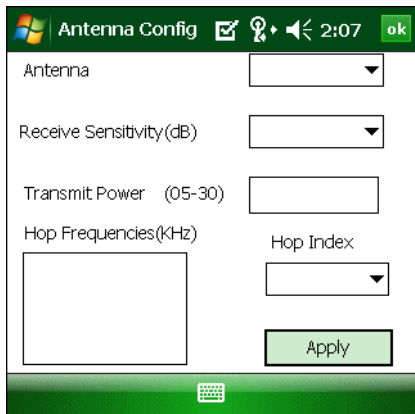 Antenna Config 2:07 ok
Antenna
Receive Sensitivity(dB)
Transmit Power (05-30)
Hop Frequencies(KHz)
Hop Index
Apply